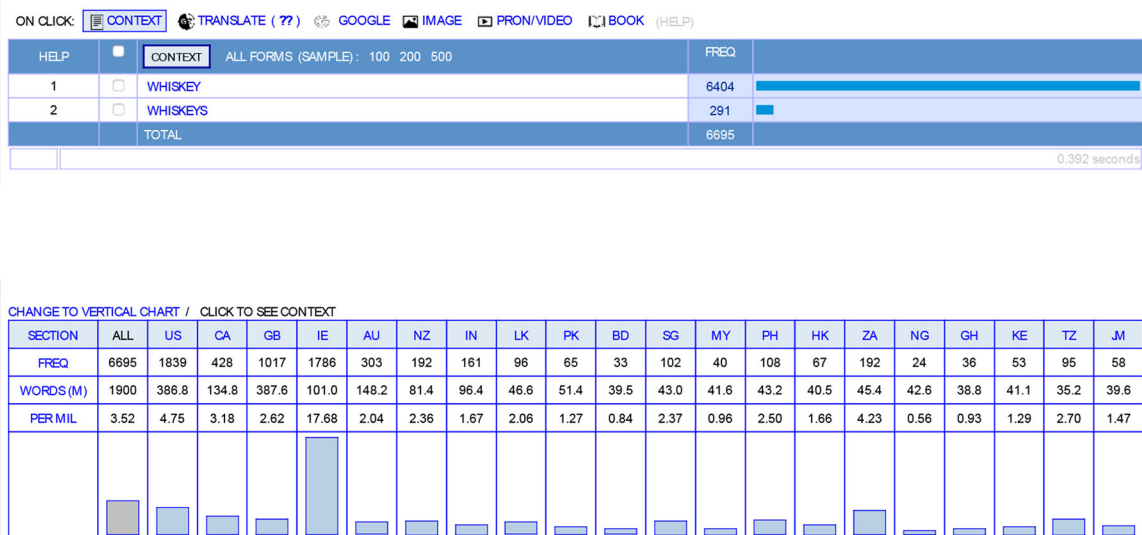 ON CLICK: CONTEXT TRANSLATE ( ?? ) GOOGLE IMAGE PRON/VIDEO BOOK (HELP)
HELP CONTEXT ALL FORMS (SAMPLE): 100 200 500 FREQ
1 WHISKEY 6404
2 WHISKEYS 291
TOTAL 6695
0.392 seconds
CHANGE TO VERTICAL CHART / CLICK TO SEE CONTEXT
SECTION ALL US CA GB IE AU NZ IN LK PK BD SG MY PH HK ZA NG GH KE TZ JM
FREQ 6695 1839 428 1017 1786 303 192 161 96 65 33 102 40 108 67 192 24 36 53 95 58
WORDS (M) 1900 386.8 134.8 387.6 101.0 148.2 81.4 96.4 46.6 51.4 39.5 43.0 41.6 43.2 40.5 45.4 42.6 38.8 41.1 35.2 39.6
PER MIL 3.52 4.75 3.18 2.62 17.68 2.04 2.36 1.67 2.06 1.27 0.84 2.37 0.96 2.50 1.66 4.23 0.56 0.93 1.29 2.70 1.47